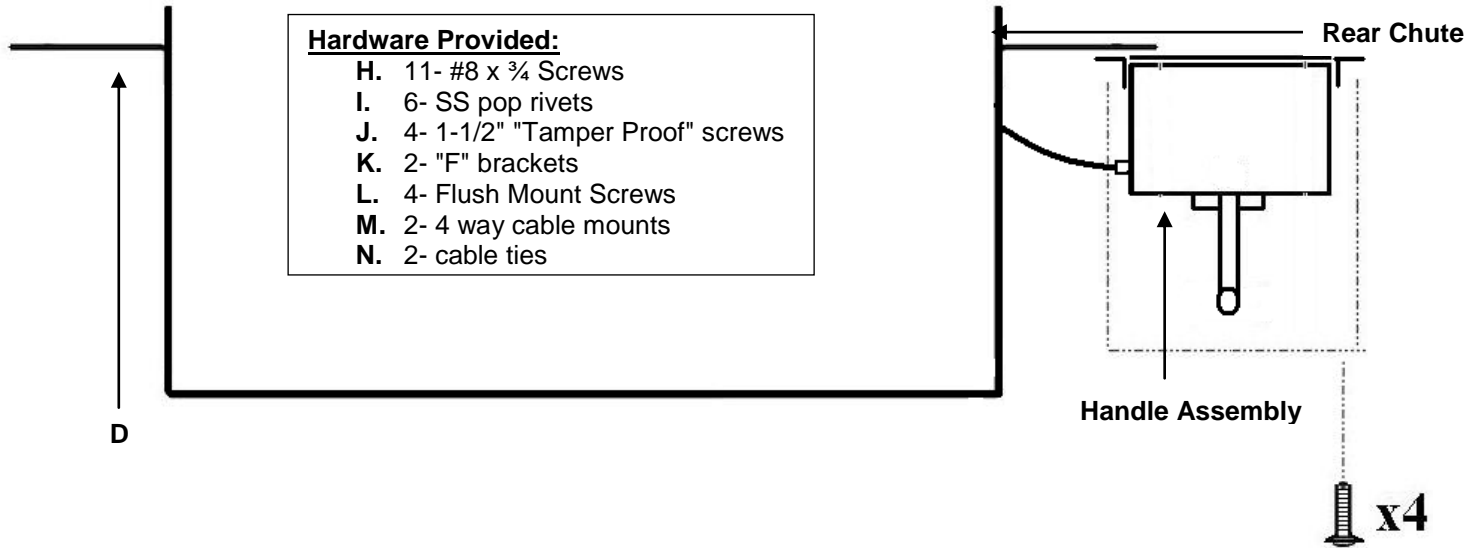 Hardware Provided:
H. 11- #8 x ¾ Screws
I. 6- SS pop rivets
J. 4- 1-1/2" "Tamper Proof" screws
K. 2- "F" brackets
L. 4- Flush Mount Screws
M. 2- 4 way cable mounts
N. 2- cable ties
Rear Chute
D
Handle Assembly
x4